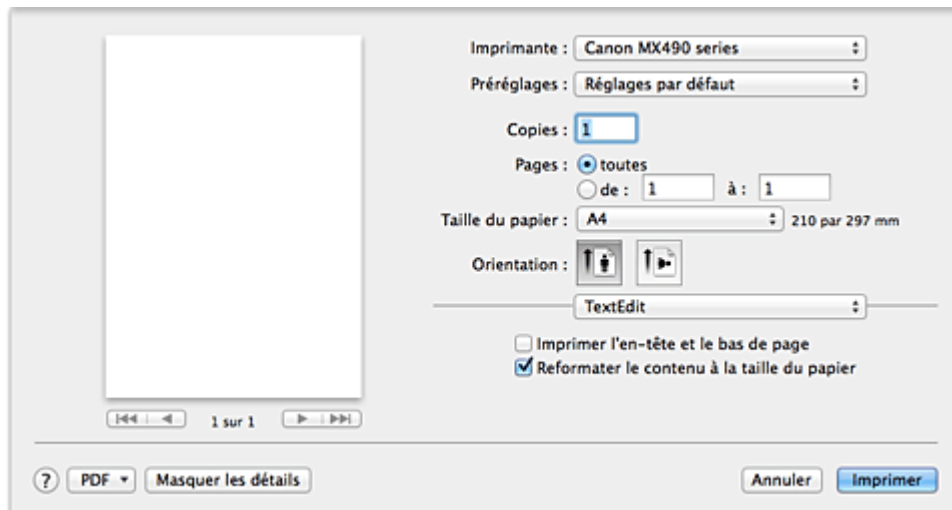 Imprimante : Canon MX490 series
Préréglages : Réglages par défaut
Copies : 1
Pages : toutes
de : 1 à : 1
Taille du papier : A4 210 par 297 mm
Orientation :
TextEdit
Imprimer l'en-tête et le bas de page
Reformater le contenu à la taille du papier
1 sur 1
? PDF Masquer les détails Annuler Imprimer